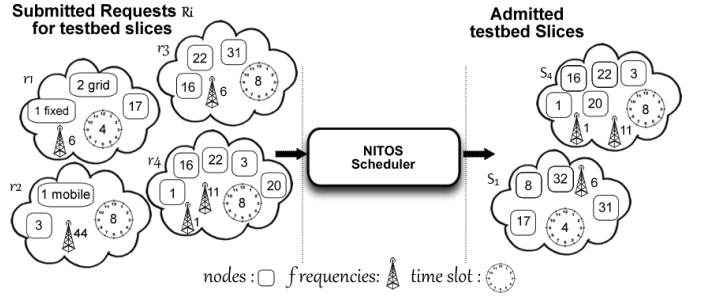 Submitted Requests Ri
for testbed slices
r1
2 grid
1 fixed
17
6
4
r3
22
31
16
6
8
r2
1 mobile
3
44
8
r4
16
22
3
1
11
8
20
1
NITOS
Scheduler
Admitted
testbed Slices
S4
16
22
3
1
20
8
1
11
S1
8
32
6
17
4
31
nodes :
frequencies:
time slot :